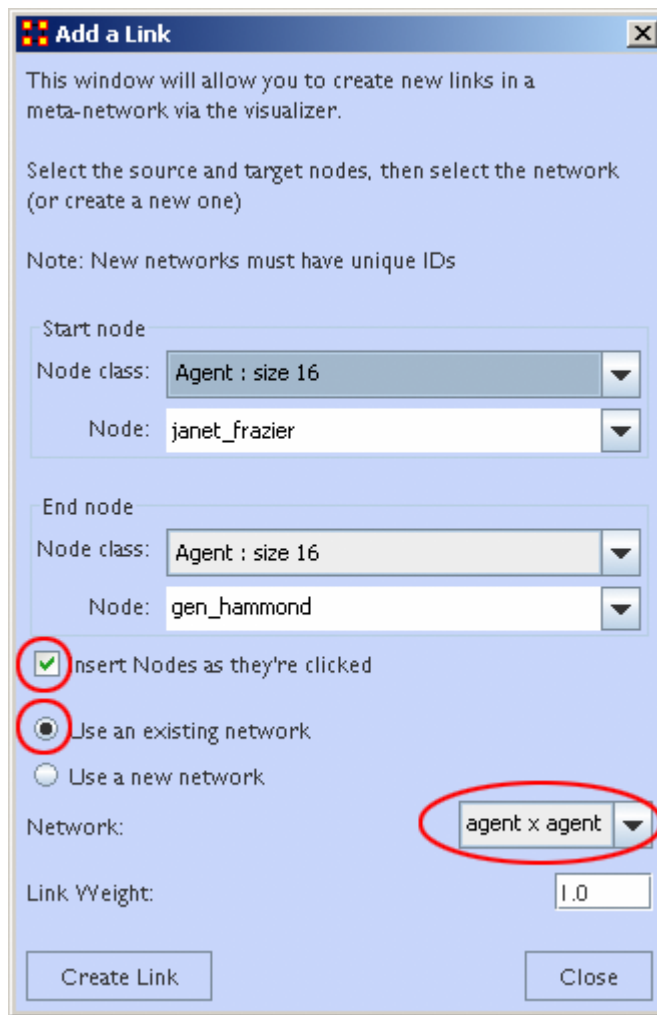 Add a Link
This window will allow you to create new links in a
meta-network via the visualizer.
Select the source and target nodes, then select the network
(or create a new one)
Note: New networks must have unique IDs
Start node
Node class: Agent : size 16
Node: janet_frazier
End node
Node class: Agent : size 16
Node: gen_hammond
Insert Nodes as they're clicked
Use an existing network
Use a new network
Network: agent x agent
Link Weight: 1.0
Create Link Close